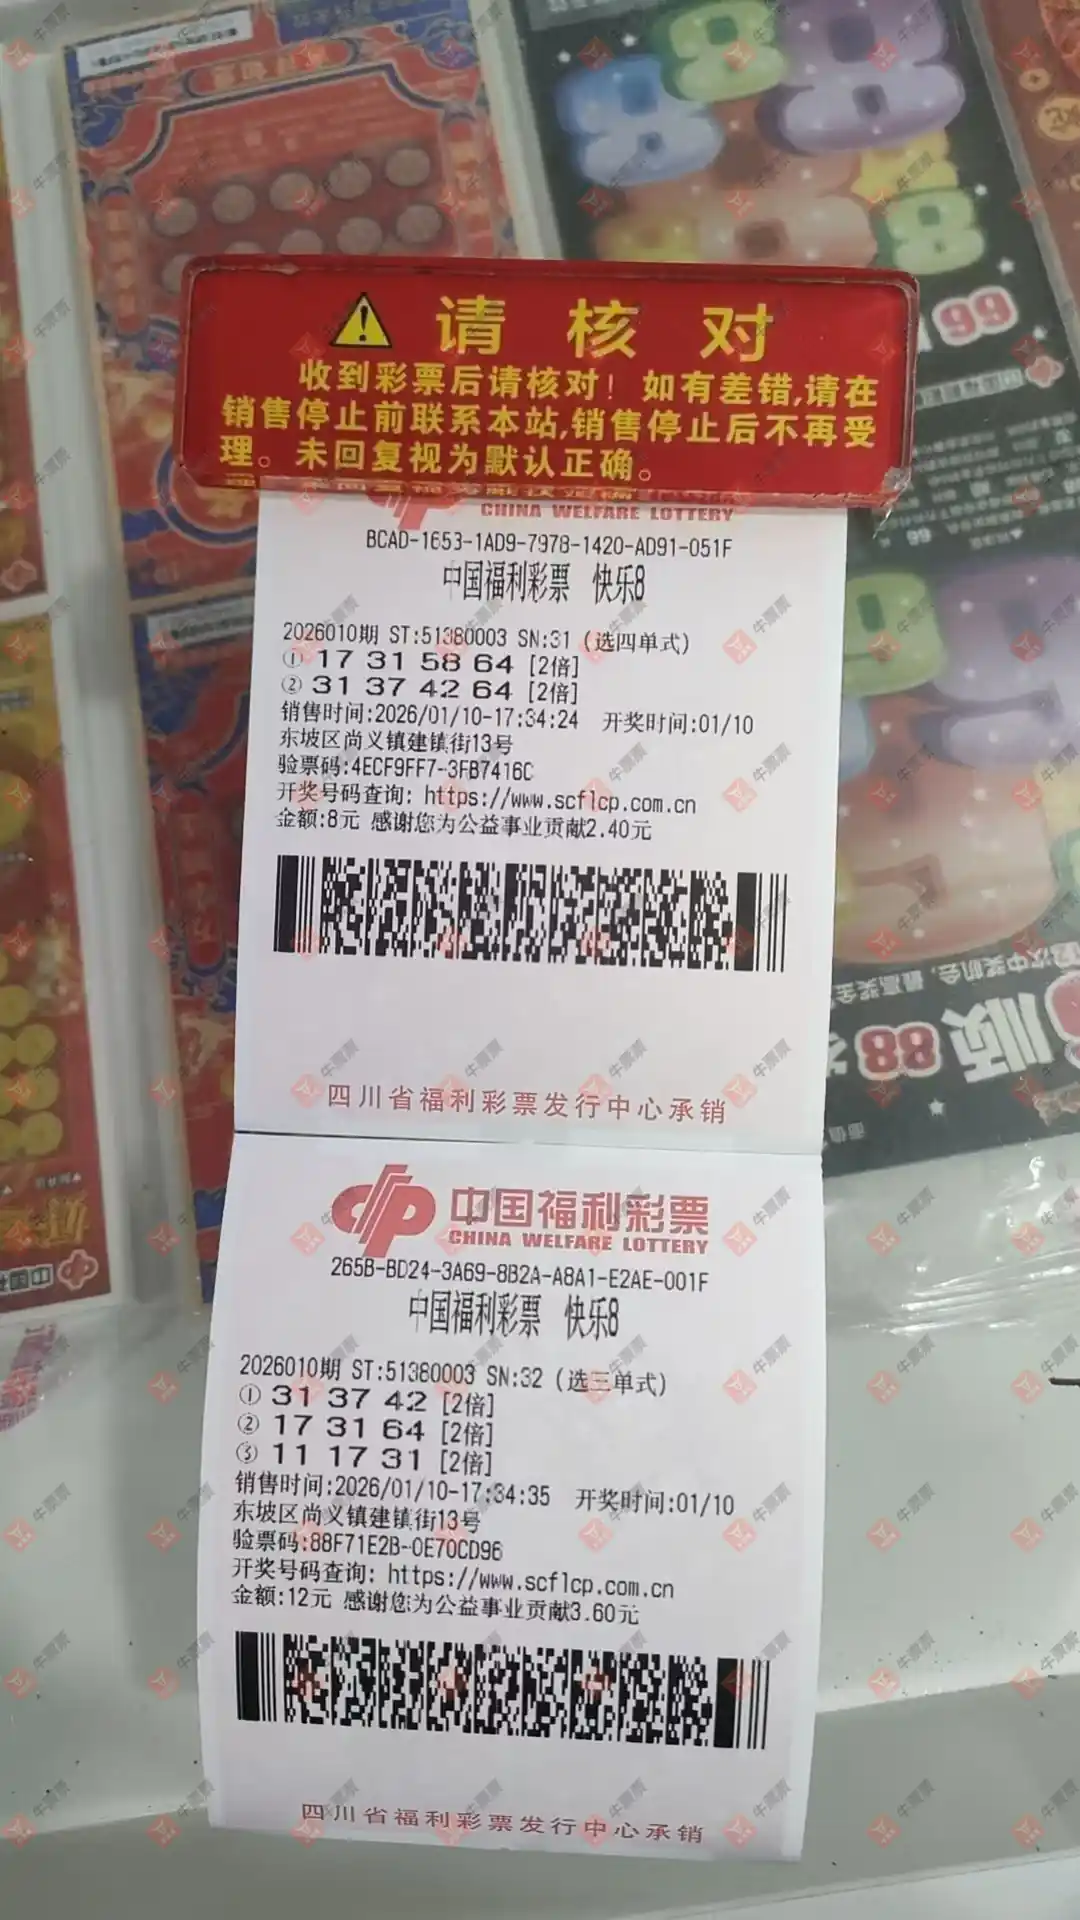 请核对
收到彩票后请核对！如有差错,请在
销售停止前联系本站,销售停止后不再受
理。未回复视为默认正确。
CHINA WELFARE LOTTERY
BCAD-1653-1AD9-7978-1420-AD91-051F
中国福利彩票 快乐8
2026010期 ST:51380003 SN:31 (选四单式)
① 17 31 58 64 [2倍]
② 31 37 42 64 [2倍]
销售时间:2026/01/10-17:34:24 开奖时间:01/10
东坡区尚义镇建镇街13号
验票码:4ECF9FF7-3FB7416C
开奖号码查询: https://www.scflcp.com.cn
金额:8元 感谢您为公益事业贡献2.40元
四川省福利彩票发行中心承销
中国福利彩票
CHINA WELFARE LOTTERY
265B-BD24-3A69-8B2A-A8A1-E2AE-001F
中国福利彩票 快乐8
2026010期 ST:51380003 SN:32 (选三单式)
① 31 37 42 [2倍]
② 17 31 64 [2倍]
③ 11 17 31 [2倍]
销售时间:2026/01/10-17:34:35 开奖时间:01/10
东坡区尚义镇建镇街13号
验票码:88F71E2B-0E70CD96
开奖号码查询: https://www.scflcp.com.cn
金额:12元 感谢您为公益事业贡献3.60元
四川省福利彩票发行中心承销
牛票票